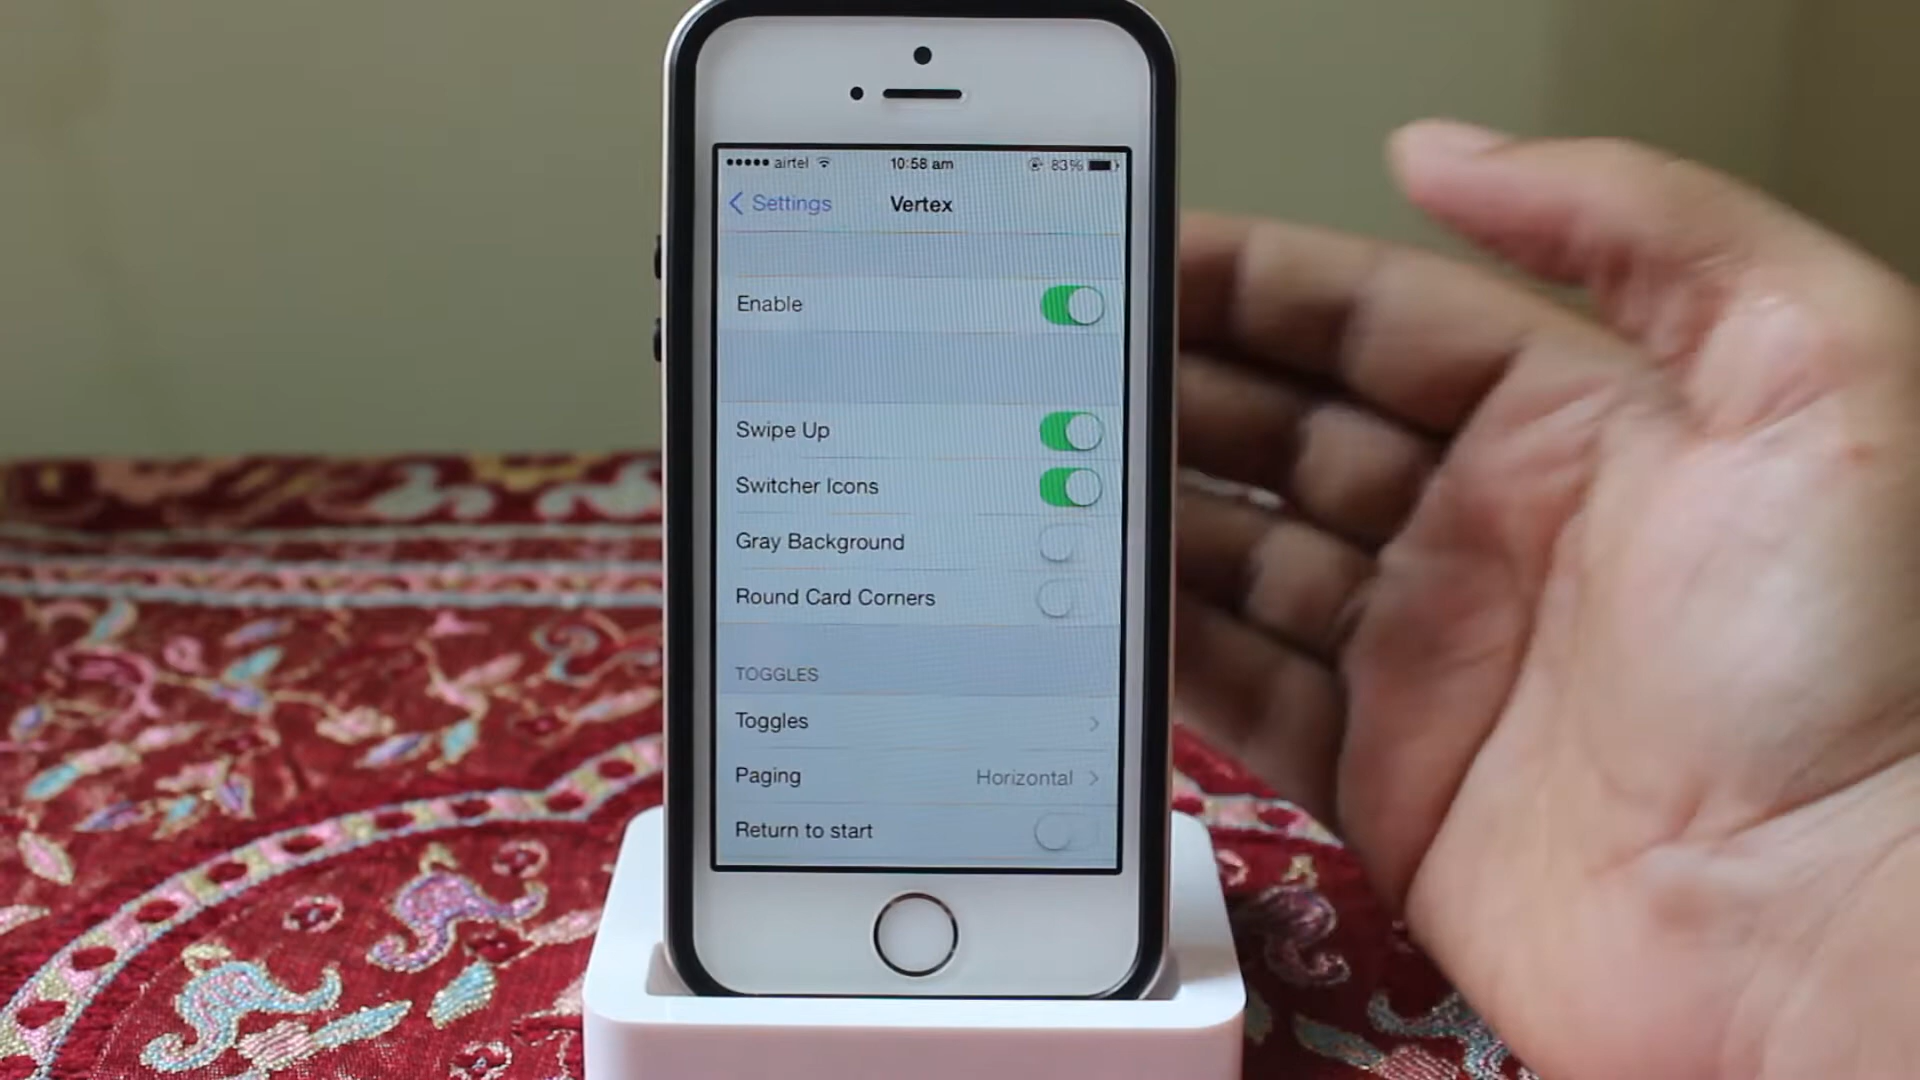 airtel 10:58 am 83%
Settings Vertex
Enable
Swipe Up
Switcher Icons
Gray Background
Round Card Corners
TOGGLES
Toggles
Paging Horizontal
Return to start